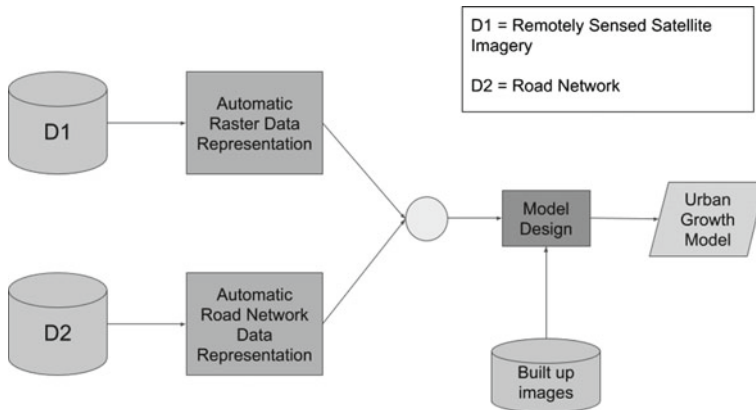 D1 = Remotely Sensed Satellite
Imagery
D2 = Road Network
D1
Automatic
Raster Data
Representation
Model
Design
Urban
Growth
Model
D2
Automatic
Road Network
Data
Representation
Built up
images